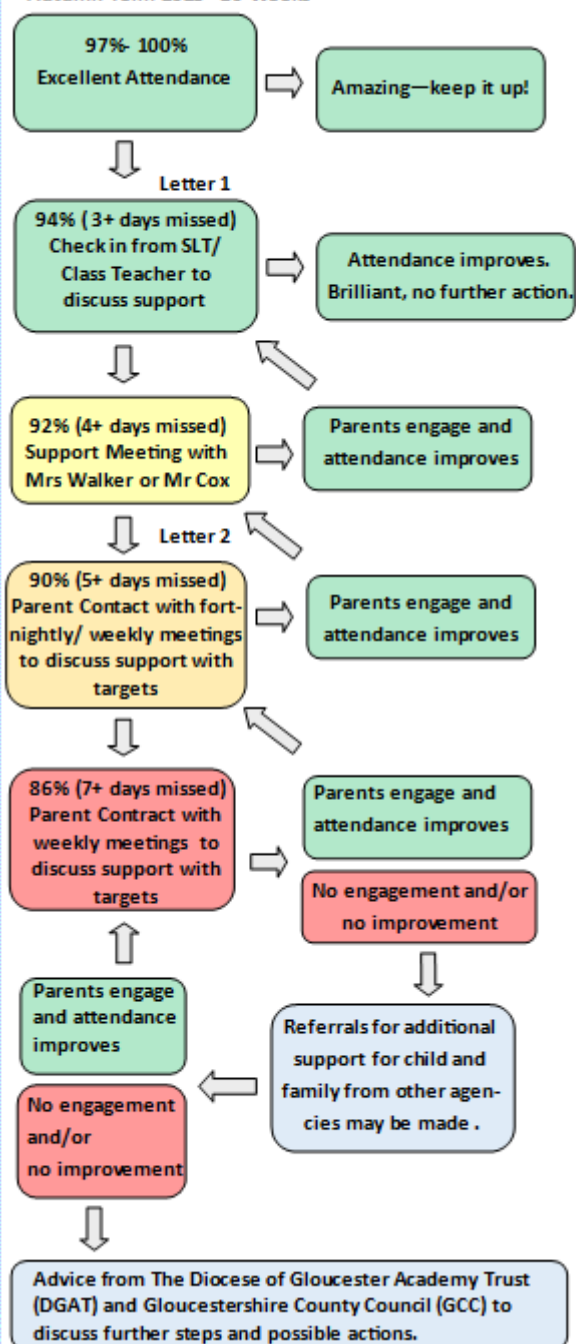 97%- 100%
Excellent Attendance
Amazing—keep it up!
Letter 1
94% ( 3+ days missed)
Check in from SLT/
Class Teacher to
discuss support
Attendance improves.
Brilliant, no further action.
92% (4+ days missed)
Support Meeting with
Mrs Walker or Mr Cox
Parents engage and
attendance improves
Letter 2
90% (5+ days missed)
Parent Contact with fort-
nightly/ weekly meetings
to discuss support with
targets
Parents engage and
attendance improves
86% (7+ days missed)
Parent Contract with
weekly meetings to
discuss support with
targets
Parents engage and
attendance improves
No engagement and/or
no improvement
Referrals for additional
support for child and
family from other agen-
cies may be made .
Parents engage
and attendance
improves
No engagement
and/or
no improvement
Advice from The Diocese of Gloucester Academy Trust
(DGAT) and Gloucestershire County Council (GCC) to
discuss further steps and possible actions.